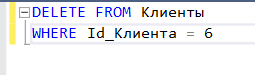 DELETE FROM Клиенты
WHERE Id_Клиента = 6